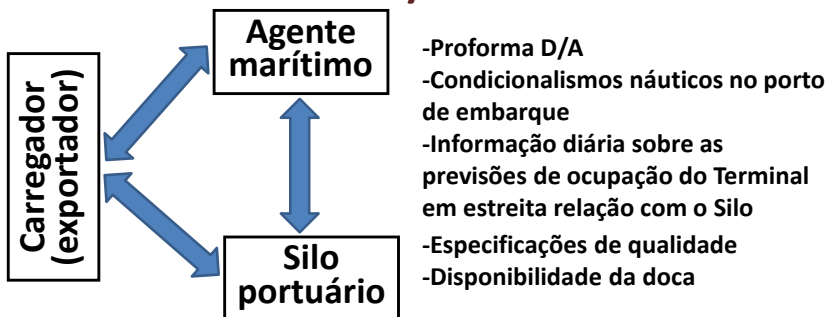 Agente
marítimo
Carregador
(exportador)
Silo
portuário
-Proforma D/A
-Condicionalismos náuticos no porto
de embarque
-Informação diária sobre as
previsões de ocupação do Terminal
em estreita relação com o Silo
-Especificações de qualidade
-Disponibilidade da doca